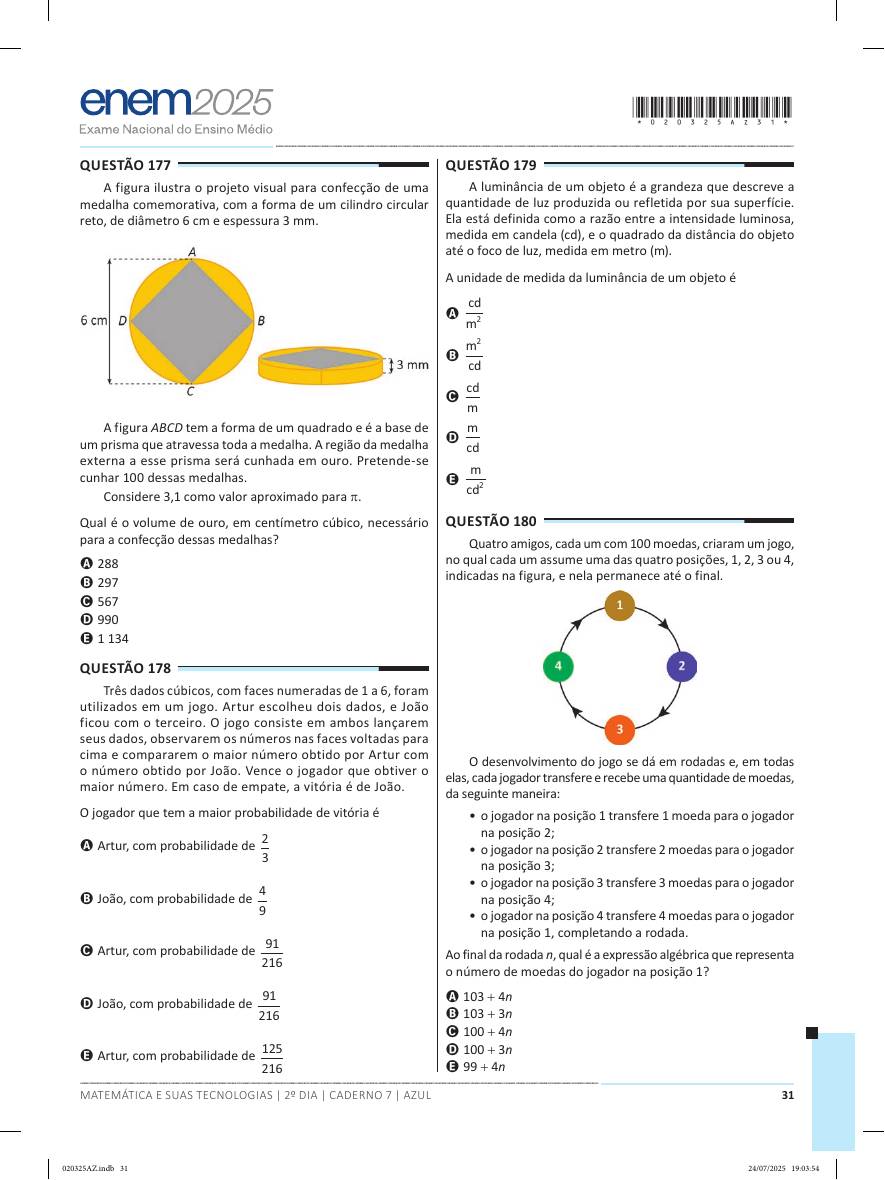 enem2025
Exame Nacional do Ensino Médio
*020325AZ31*
QUESTÃO 177
A figura ilustra o projeto visual para confecção de uma
medalha comemorativa, com a forma de um cilindro circular
reto, de diâmetro 6 cm e espessura 3 mm.
A
6 cm
D
B
C
3 mm
A figura ABCD tem a forma de um quadrado e é a base de
um prisma que atravessa toda a medalha. A região da medalha
externa a esse prisma será cunhada em ouro. Pretende-se
cunhar 100 dessas medalhas.
Considere 3,1 como valor aproximado para π.
Qual é o volume de ouro, em centímetro cúbico, necessário
para a confecção dessas medalhas?
A 288
B 297
C 567
D 990
E 1 134
QUESTÃO 178
Três dados cúbicos, com faces numeradas de 1 a 6, foram
utilizados em um jogo. Artur escolheu dois dados, e João
ficou com o terceiro. O jogo consiste em ambos lançarem
seus dados, observarem os números nas faces voltadas para
cima e compararem o maior número obtido por Artur com
o número obtido por João. Vence o jogador que obtiver o
maior número. Em caso de empate, a vitória é de João.
O jogador que tem a maior probabilidade de vitória é
A Artur, com probabilidade de 2/3
B João, com probabilidade de 4/9
C Artur, com probabilidade de 91/216
D João, com probabilidade de 91/216
E Artur, com probabilidade de 125/216
QUESTÃO 179
A luminância de um objeto é a grandeza que descreve a
quantidade de luz produzida ou refletida por sua superfície.
Ela está definida como a razão entre a intensidade luminosa,
medida em candela (cd), e o quadrado da distância do objeto
até o foco de luz, medida em metro (m).
A unidade de medida da luminância de um objeto é
A cd/m²
B m²/cd
C cd/m
D m/cd
E m/cd²
QUESTÃO 180
Quatro amigos, cada um com 100 moedas, criaram um jogo,
no qual cada um assume uma das quatro posições, 1, 2, 3 ou 4,
indicadas na figura, e nela permanece até o final.
1
4
2
3
O desenvolvimento do jogo se dá em rodadas e, em todas
elas, cada jogador transfere e recebe uma quantidade de moedas,
da seguinte maneira:
• o jogador na posição 1 transfere 1 moeda para o jogador
na posição 2;
• o jogador na posição 2 transfere 2 moedas para o jogador
na posição 3;
• o jogador na posição 3 transfere 3 moedas para o jogador
na posição 4;
• o jogador na posição 4 transfere 4 moedas para o jogador
na posição 1, completando a rodada.
Ao final da rodada n, qual é a expressão algébrica que representa
o número de moedas do jogador na posição 1?
A 103 + 4n
B 103 + 3n
C 100 + 4n
D 100 + 3n
E 99 + 4n
MATEMÁTICA E SUAS TECNOLOGIAS | 2º DIA | CADERNO 7 | AZUL
31
020325AZ.indb 31
24/07/2025 19:03:54